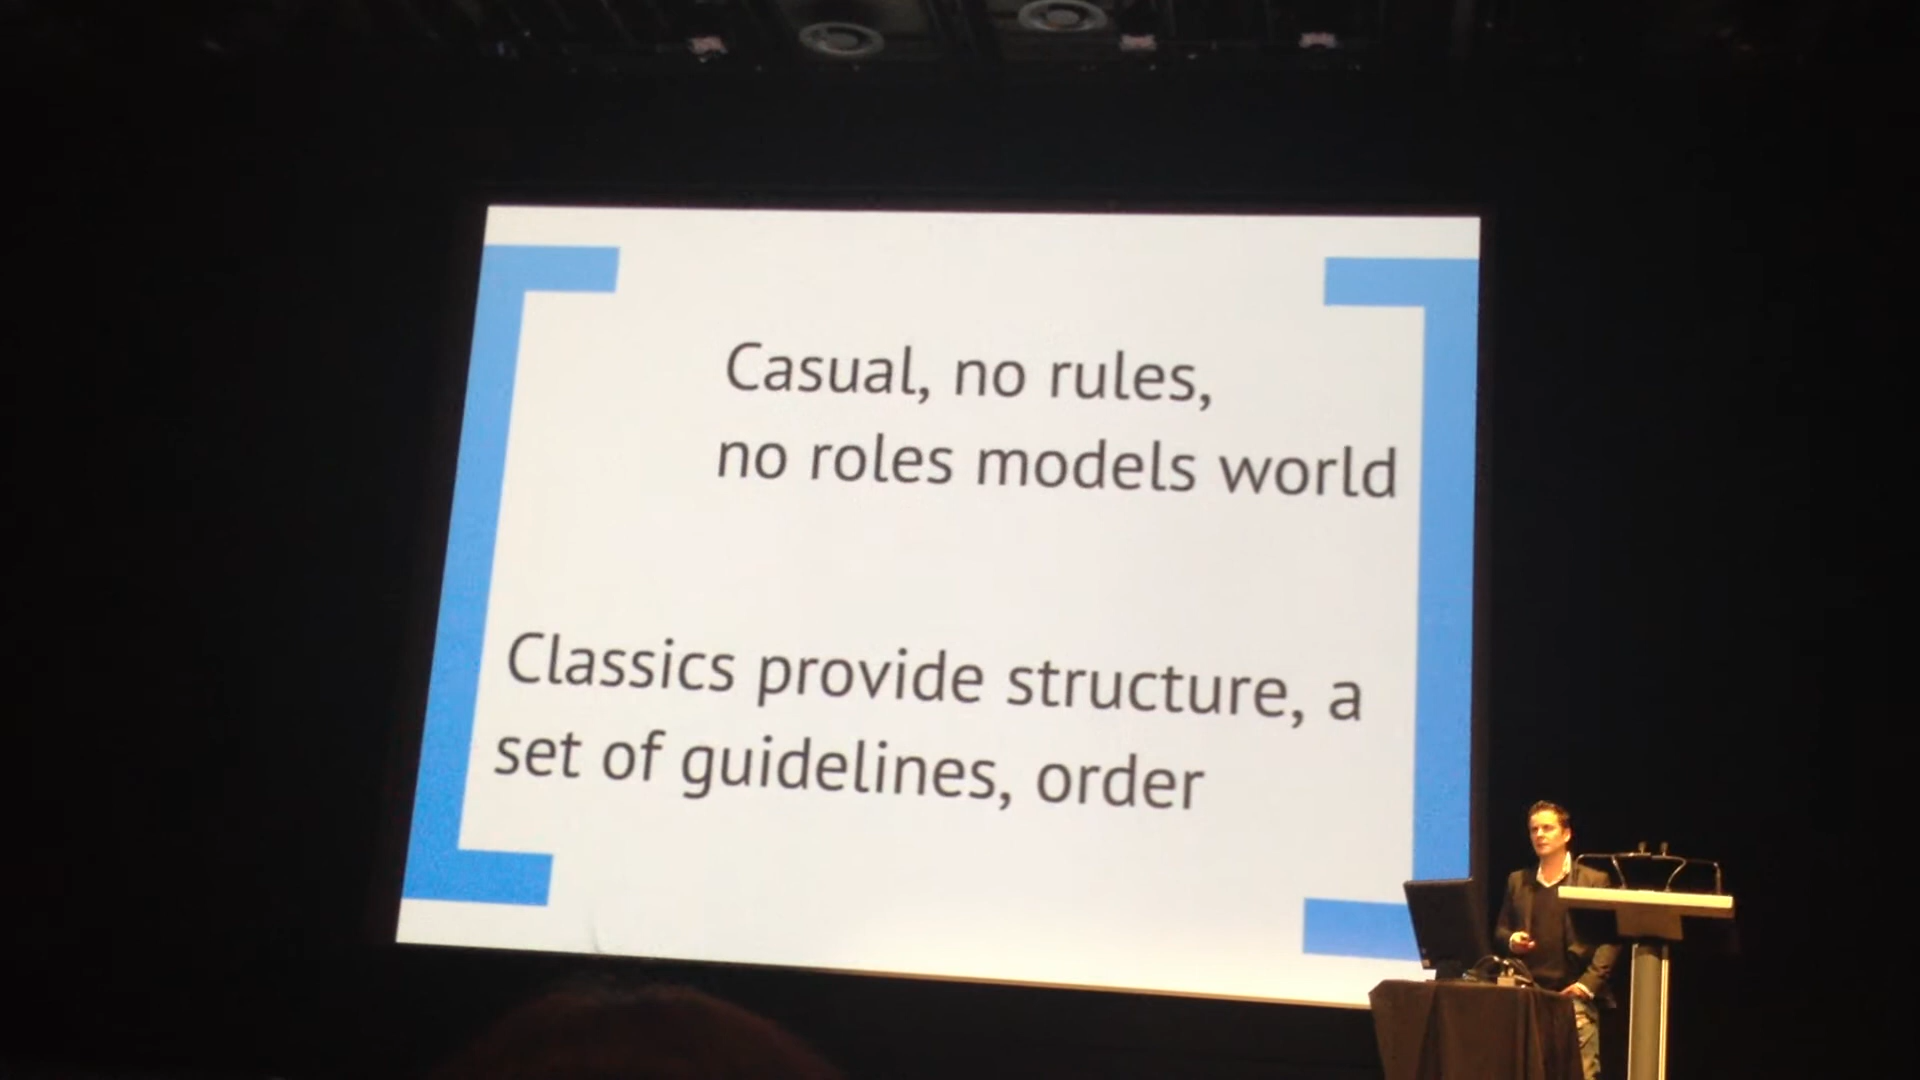 Casual, no rules,
no roles models world
Classics provide structure, a
set of guidelines, order